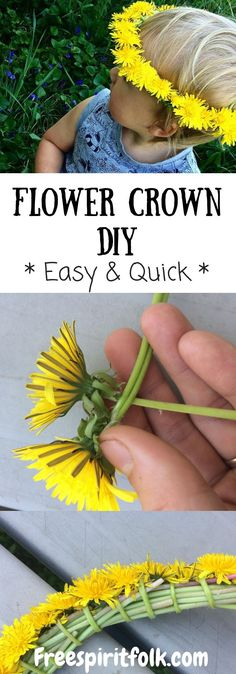 FLOWER CROWN
DIY
* Easy & Quick *
Freespiritfolk.com